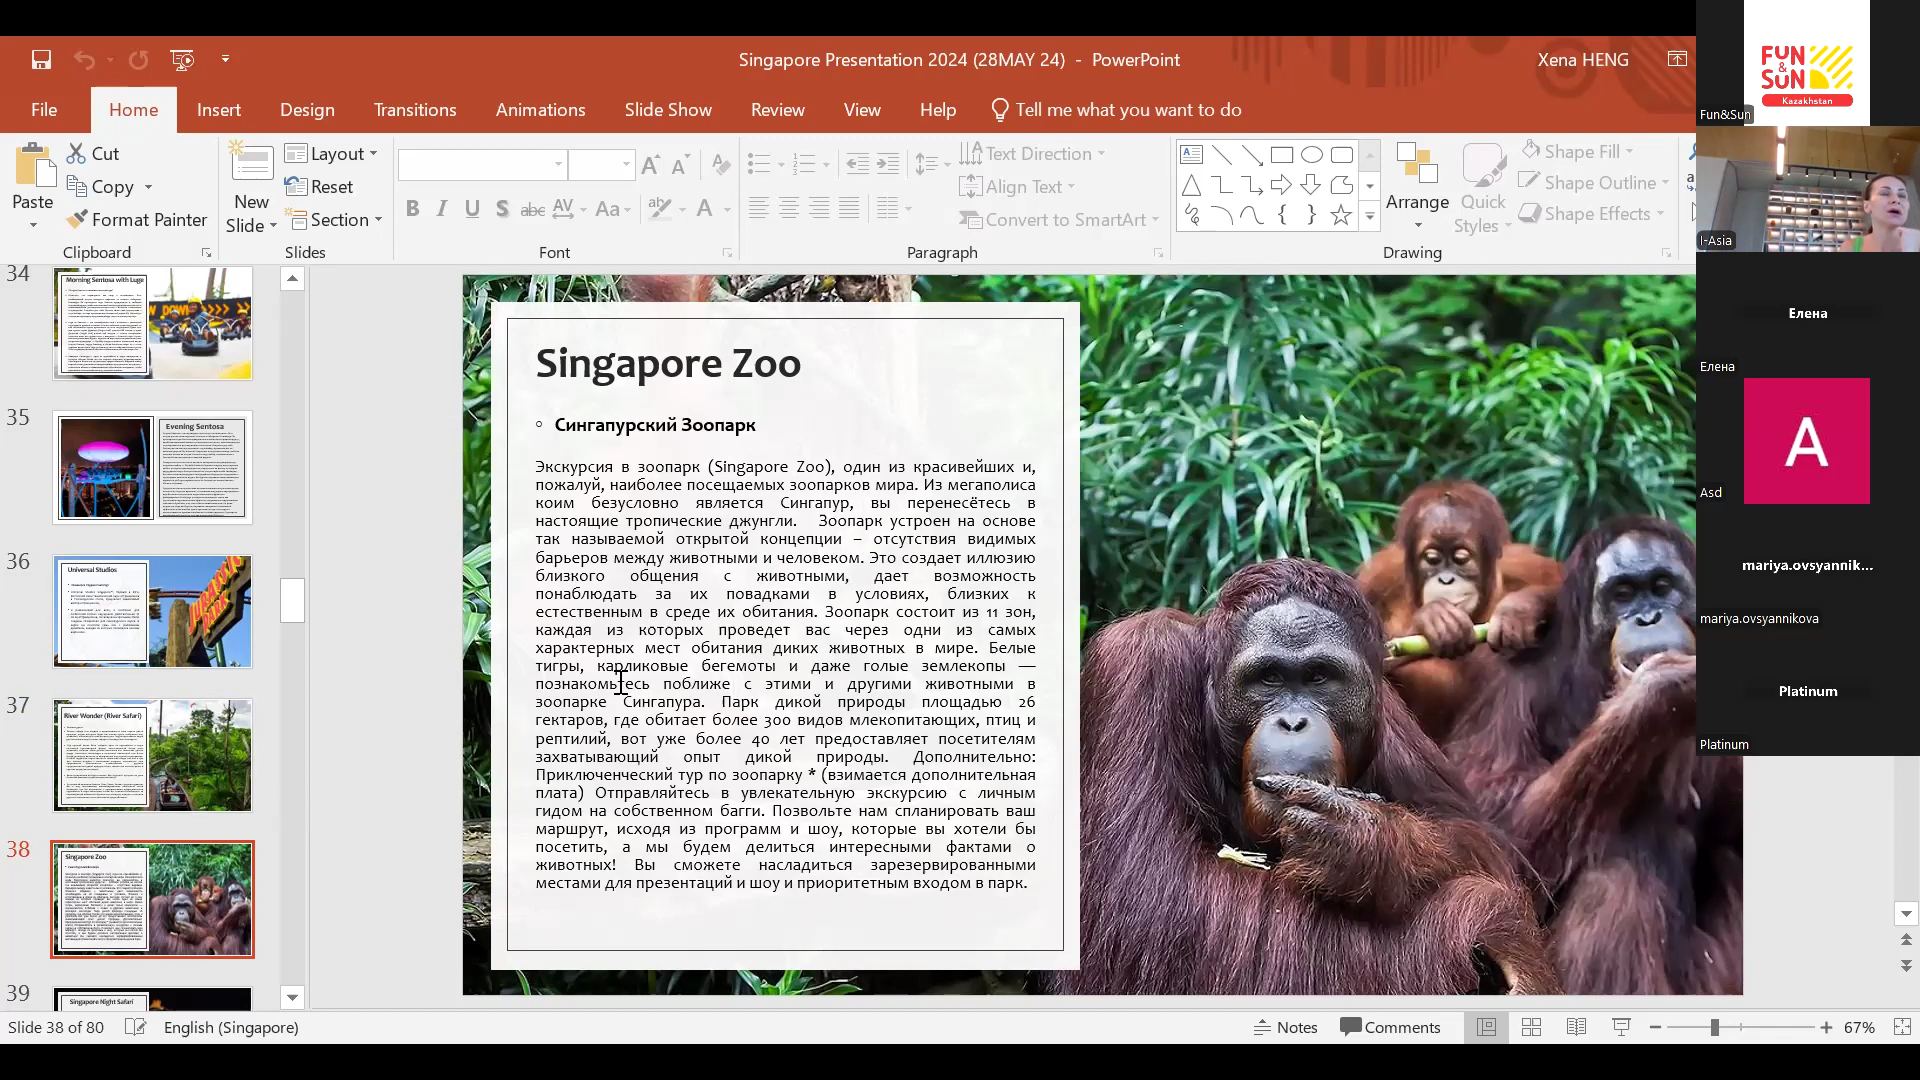 Singapore Presentation 2024 (28MAY 24) - PowerPoint
Xena HENG
File Home Insert Design Transitions Animations Slide Show Review View Help Tell me what you want to do
Paste
Cut
Copy
Format Painter
Clipboard
New Slide
Layout
Reset
Section
Slides
Font
Text Direction
Align Text
Convert to SmartArt
Paragraph
Arrange
Quick Styles
Shape Fill
Shape Outline
Shape Effects
Drawing
34
Morning Sentosa with Luge
35
Evening Sentosa
36
Universal Studios
JURASSIC PARK
37
River Wonder (River Safari)
38
Singapore Zoo
39
Singapore Night Safari
Singapore Zoo
Сингапурский Зоопарк
Экскурсия в зоопарк (Singapore Zoo), один из красивейших и,
пожалуй, наиболее посещаемых зоопарков мира. Из мегаполиса
коим безусловно является Сингапур, вы перенесётесь в
настоящие тропические джунгли. Зоопарк устроен на основе
так называемой открытой концепции – отсутствия видимых
барьеров между животными и человеком. Это создает иллюзию
близкого общения с животными, дает возможность
понаблюдать за их повадками в условиях, близких к
естественным в среде их обитания. Зоопарк состоит из 11 зон,
каждая из которых проведет вас через одни из самых
характерных мест обитания диких животных в мире. Белые
тигры, карликовые бегемоты и даже голые землекопы —
познакомьтесь поближе с этими и другими животными в
зоопарке Сингапура. Парк дикой природы площадью 26
гектаров, где обитает более 300 видов млекопитающих, птиц и
рептилий, вот уже более 40 лет предоставляет посетителям
захватывающий опыт дикой природы. Дополнительно:
Приключенческий тур по зоопарку * (взимается дополнительная
плата) Отправляйтесь в увлекательную экскурсию с личным
гидом на собственном багги. Позвольте нам спланировать ваш
маршрут, исходя из программ и шоу, которые вы хотели бы
посетить, а мы будем делиться интересными фактами о
животных! Вы сможете насладиться зарезервированными
местами для презентаций и шоу и приоритетным входом в парк.
FUN & SUN
Kazakhstan
Fun&Sun
I-Asia
Елена
Елена
A
Asd
mariya.ovsyannik...
mariya.ovsyannikova
Platinum
Platinum
Slide 38 of 80
English (Singapore)
Notes
Comments
67%